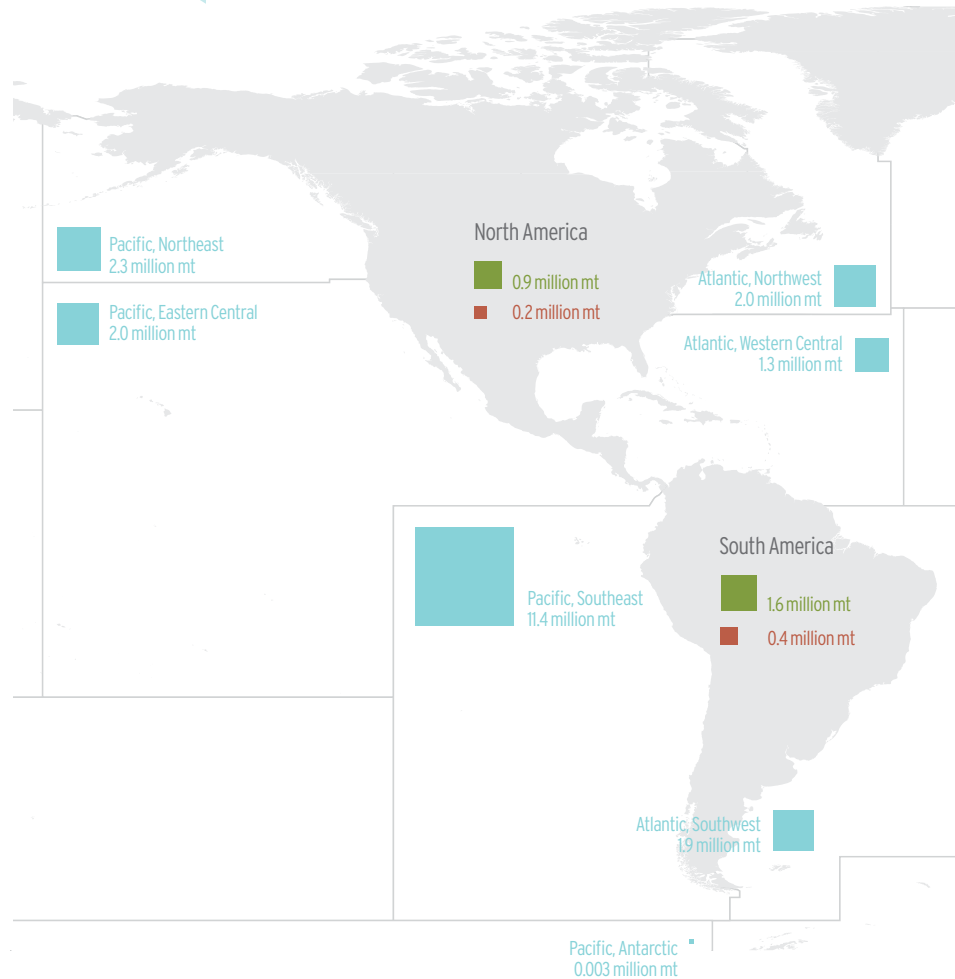 Pacific, Northeast
2.3 million mt
Pacific, Eastern Central
2.0 million mt
North America
0.9 million mt
0.2 million mt
Atlantic, Northwest
2.0 million mt
Atlantic, Western Central
1.3 million mt
Pacific, Southeast
11.4 million mt
South America
1.6 million mt
0.4 million mt
Atlantic, Southwest
1.9 million mt
Pacific, Antarctic
0.003 million mt